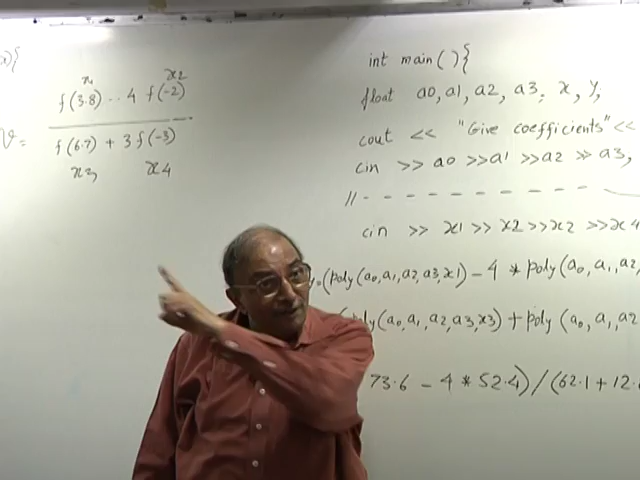 x x2
f(3.8) .. 4 f(-2)
V =
f(6.7) + 3 f(-3)
x3 x4
int main(){
float a0, a1, a2, a3, x, y;
cout << "Give coefficients" <<
cin >> a0 >> a1 >> a2 >> a3,
// - - - - - - - - - -
cin >> x1 >> x2 >> x2 >> x4
y=(poly(a0,a1,a2,a3,x1) - 4 * poly(a0, a1, a2,
poly(a0,a1,a2,a3,x3) + poly (a0, a1, a2
73.6 - 4 * 52.4)/(62.1 + 12.